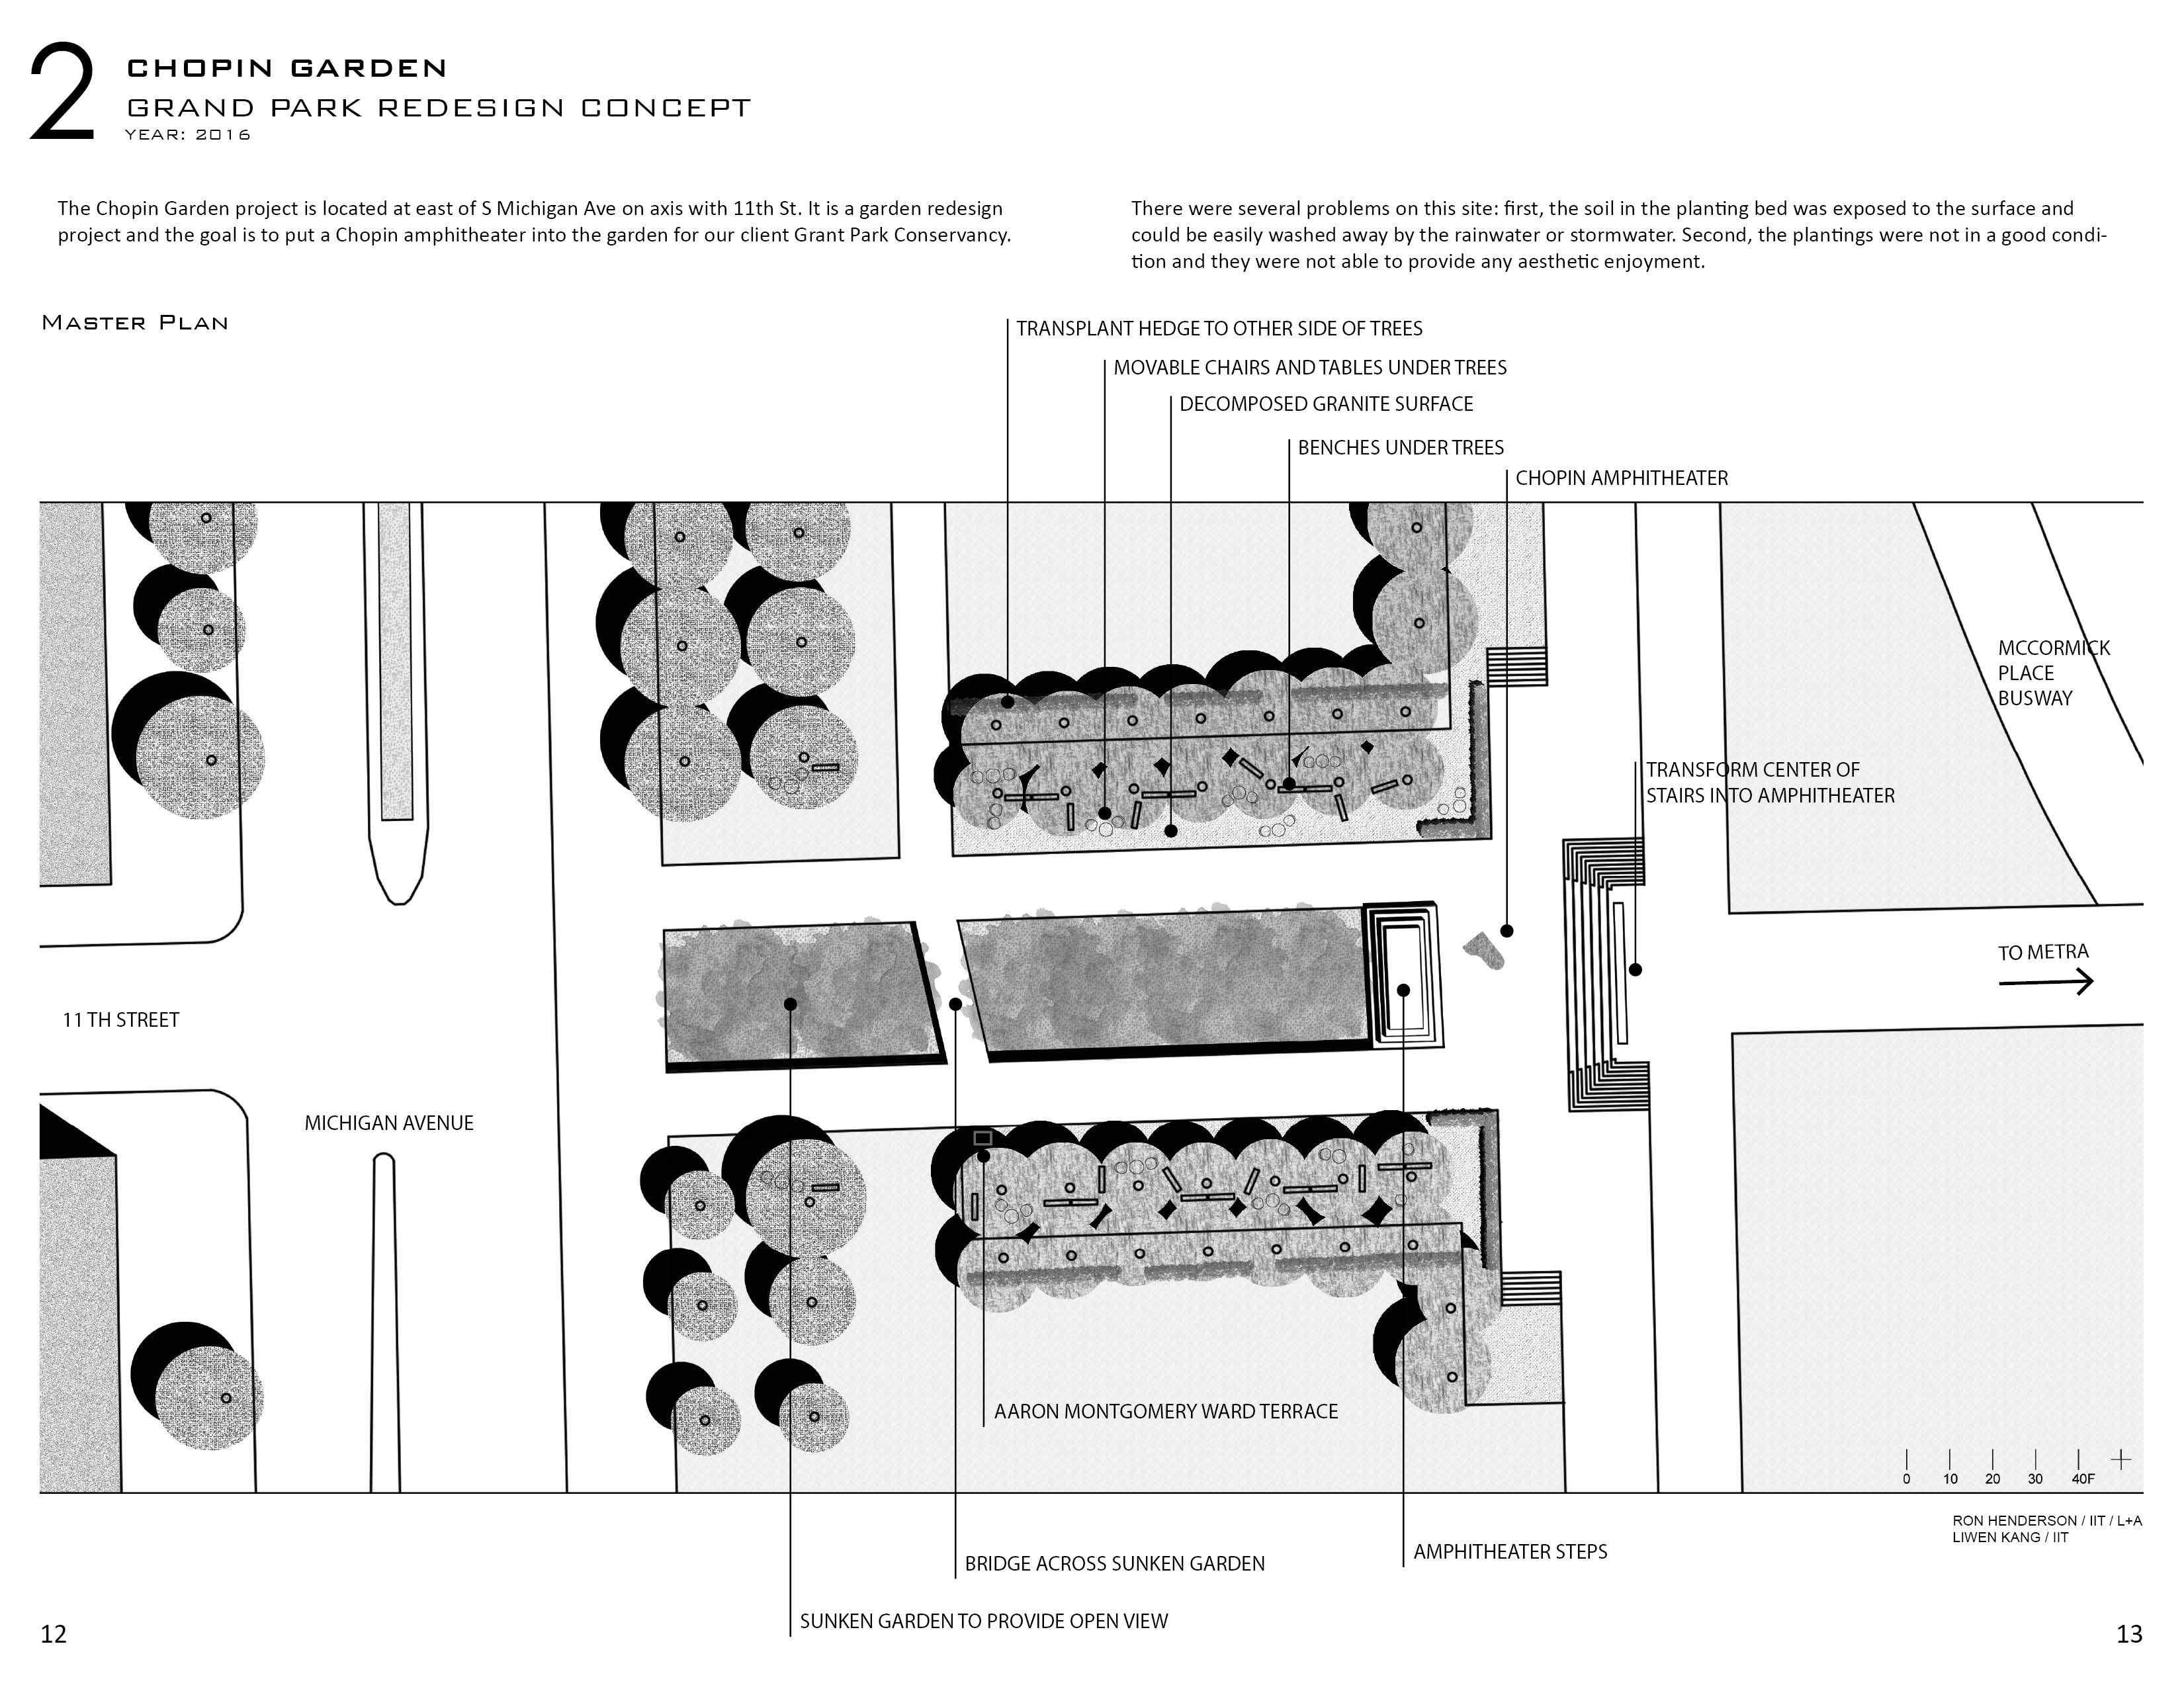 2
CHOPIN GARDEN
GRAND PARK REDESIGN CONCEPT
YEAR: 2016
The Chopin Garden project is located at east of S Michigan Ave on axis with 11th St. It is a garden redesign
project and the goal is to put a Chopin amphitheater into the garden for our client Grant Park Conservancy.
There were several problems on this site: first, the soil in the planting bed was exposed to the surface and
could be easily washed away by the rainwater or stormwater. Second, the plantings were not in a good condi-
tion and they were not able to provide any aesthetic enjoyment.
MASTER PLAN
TRANSPLANT HEDGE TO OTHER SIDE OF TREES
MOVABLE CHAIRS AND TABLES UNDER TREES
DECOMPOSED GRANITE SURFACE
BENCHES UNDER TREES
CHOPIN AMPHITHEATER
MCCORMICK
PLACE
BUSWAY
TRANSFORM CENTER OF
STAIRS INTO AMPHITHEATER
TO METRA
11 TH STREET
MICHIGAN AVENUE
AARON MONTGOMERY WARD TERRACE
0 10 20 30 40F
RON HENDERSON / IIT / L+A
LIWEN KANG / IIT
AMPHITHEATER STEPS
BRIDGE ACROSS SUNKEN GARDEN
SUNKEN GARDEN TO PROVIDE OPEN VIEW
12
13